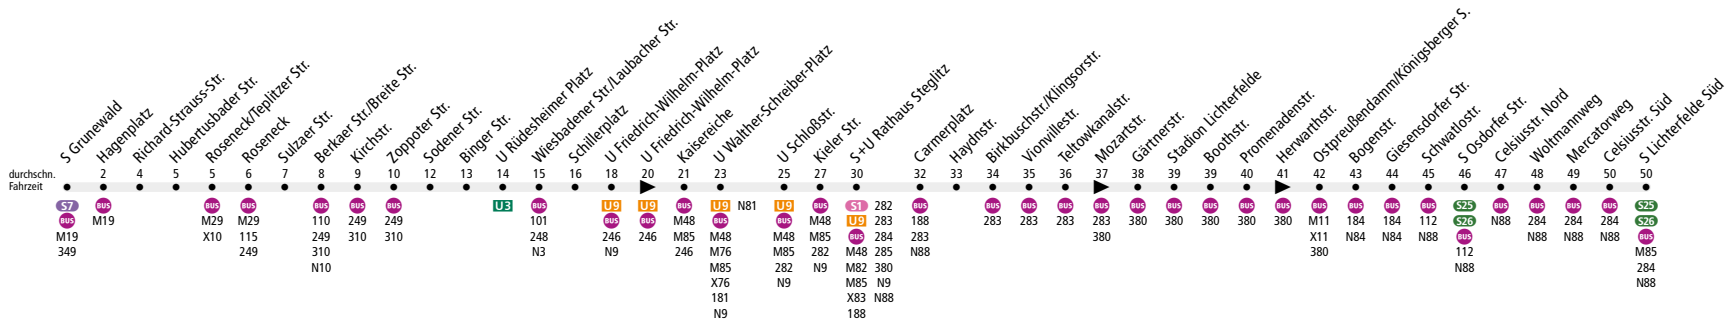 S Grunewald
Hagenplatz
Richard-Strauss-Str.
Hubertusbader Str.
Roseneck/Teplitzer Str.
Roseneck
Sulzaer Str.
Berkaer Str./Breite Str.
Kirchstr.
Zoppoter Str.
Sodener Str.
Binger Str.
U Rüdesheimer Platz
Wiesbadener Str./Laubacher Str.
Schillerplatz
U Friedrich-Wilhelm-Platz
U Friedrich-Wilhelm-Platz
Kaisereiche
U Walther-Schreiber-Platz
U Schloßstr.
Kieler Str.
S+U Rathaus Steglitz
Carmerplatz
Haydnstr.
Birkbuschstr./Klingsorstr.
Vionvillestr.
Teltowkanalstr.
Mozartstr.
Gärtnerstr.
Stadion Lichterfelde
Boothstr.
Promenadenstr.
Herwarthstr.
Ostpreußendamm/Königsberger S.
Bogenstr.
Giesensdorfer Str.
Schwatlostr.
S Osdorfer Str.
Celsiusstr. Nord
Woltmannweg
Mercatorweg
Celsiusstr. Süd
S Lichterfelde Süd
durchschn. 2 4 5 5 6 7 8 9 10 12 13 14 15 16 18 20 21 23 25 27 30 32 33 34 35 36 37 38 39 39 40 41 42 43 44 45 46 47 48 49 50 50
Fahrzeit
S7 BUS BUS BUS BUS BUS BUS U3 BUS U9 U9 BUS U9 N81 U9 BUS S1 282 BUS BUS BUS BUS BUS BUS BUS BUS BUS BUS BUS BUS BUS BUS S25 BUS BUS BUS BUS S25
BUS M19 M29 M29 110 249 249 101 BUS BUS M48 BUS BUS M48 U9 283 188 283 283 283 283 380 380 380 380 380 M11 184 184 112 S26 N88 284 284 284 S26
M19 X10 115 249 310 310 248 246 246 M85 M48 M48 M85 BUS 284 283 380 X11 N84 N84 N88 BUS N88 N88 N88 BUS
349 249 310 N3 N9 246 M76 M85 282 M48 285 N88 380 112 M85
N10 M85 282 N9 M82 380 N88 284
X76 N9 M85 N9 N88
181 X83 N88
N9 188